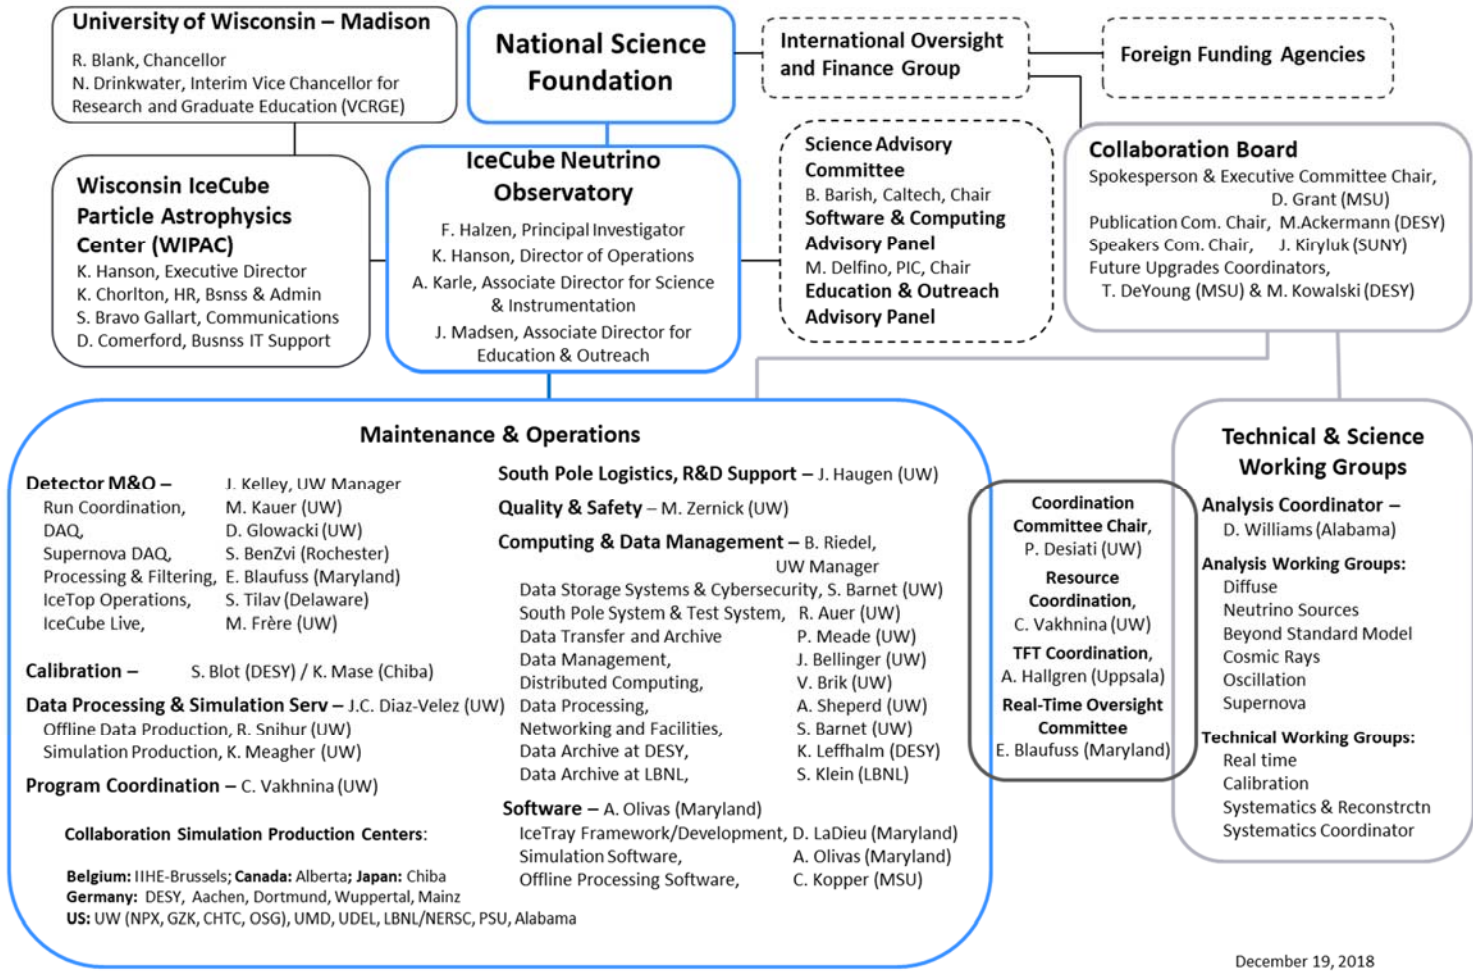 University of Wisconsin – Madison
R. Blank, Chancellor
N. Drinkwater, Interim Vice Chancellor for
Research and Graduate Education (VCRGE)
National Science
Foundation
International Oversight
and Finance Group
Foreign Funding Agencies
Wisconsin IceCube
Particle Astrophysics
Center (WIPAC)
K. Hanson, Executive Director
K. Chorlton, HR, Bsnss & Admin
S. Bravo Gallart, Communications
D. Comerford, Busnss IT Support
IceCube Neutrino
Observatory
F. Halzen, Principal Investigator
K. Hanson, Director of Operations
A. Karle, Associate Director for Science
& Instrumentation
J. Madsen, Associate Director for
Education & Outreach
Science Advisory
Committee
B. Barish, Caltech, Chair
Software & Computing
Advisory Panel
M. Delfino, PIC, Chair
Education & Outreach
Advisory Panel
Collaboration Board
Spokesperson & Executive Committee Chair,
D. Grant (MSU)
Publication Com. Chair, M.Ackermann (DESY)
Speakers Com. Chair, J. Kiryluk (SUNY)
Future Upgrades Coordinators,
T. DeYoung (MSU) & M. Kowalski (DESY)
Maintenance & Operations
Detector M&O – J. Kelley, UW Manager
Run Coordination, M. Kauer (UW)
DAQ, D. Glowacki (UW)
Supernova DAQ, S. BenZvi (Rochester)
Processing & Filtering, E. Blaufuss (Maryland)
IceTop Operations, S. Tilav (Delaware)
IceCube Live, M. Frère (UW)
Calibration – S. Blot (DESY) / K. Mase (Chiba)
Data Processing & Simulation Serv – J.C. Diaz-Velez (UW)
Offline Data Production, R. Snihur (UW)
Simulation Production, K. Meagher (UW)
Program Coordination – C. Vakhnina (UW)
Collaboration Simulation Production Centers:
Belgium: IIHE-Brussels; Canada: Alberta; Japan: Chiba
Germany: DESY, Aachen, Dortmund, Wuppertal, Mainz
US: UW (NPX, GZK, CHTC, OSG), UMD, UDEL, LBNL/NERSC, PSU, Alabama
South Pole Logistics, R&D Support – J. Haugen (UW)
Quality & Safety – M. Zernick (UW)
Computing & Data Management – B. Riedel,
UW Manager
Data Storage Systems & Cybersecurity, S. Barnet (UW)
South Pole System & Test System, R. Auer (UW)
Data Transfer and Archive P. Meade (UW)
Data Management, J. Bellinger (UW)
Distributed Computing, V. Brik (UW)
Data Processing, A. Sheperd (UW)
Networking and Facilities, S. Barnet (UW)
Data Archive at DESY, K. Leffhalm (DESY)
Data Archive at LBNL, S. Klein (LBNL)
Software – A. Olivas (Maryland)
IceTray Framework/Development, D. LaDieu (Maryland)
Simulation Software, A. Olivas (Maryland)
Offline Processing Software, C. Kopper (MSU)
Coordination
Committee Chair,
P. Desiati (UW)
Resource
Coordination,
C. Vakhnina (UW)
TFT Coordination,
A. Hallgren (Uppsala)
Real-Time Oversight
Committee
E. Blaufuss (Maryland)
Technical & Science
Working Groups
Analysis Coordinator –
D. Williams (Alabama)
Analysis Working Groups:
Diffuse
Neutrino Sources
Beyond Standard Model
Cosmic Rays
Oscillation
Supernova
Technical Working Groups:
Real time
Calibration
Systematics & Reconstrctn
Systematics Coordinator
December 19, 2018